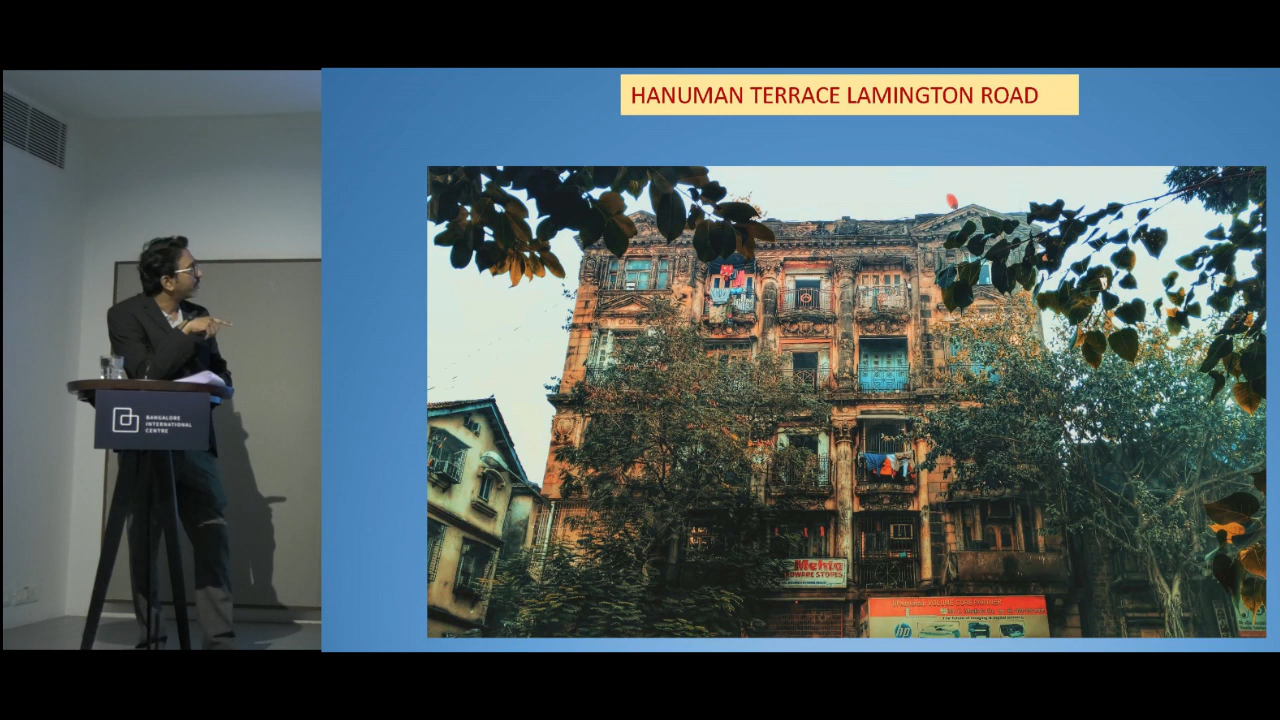 HANUMAN TERRACE LAMINGTON ROAD
BANGALORE
INTERNATIONAL
CENTRE
Mehta
STORES
hp